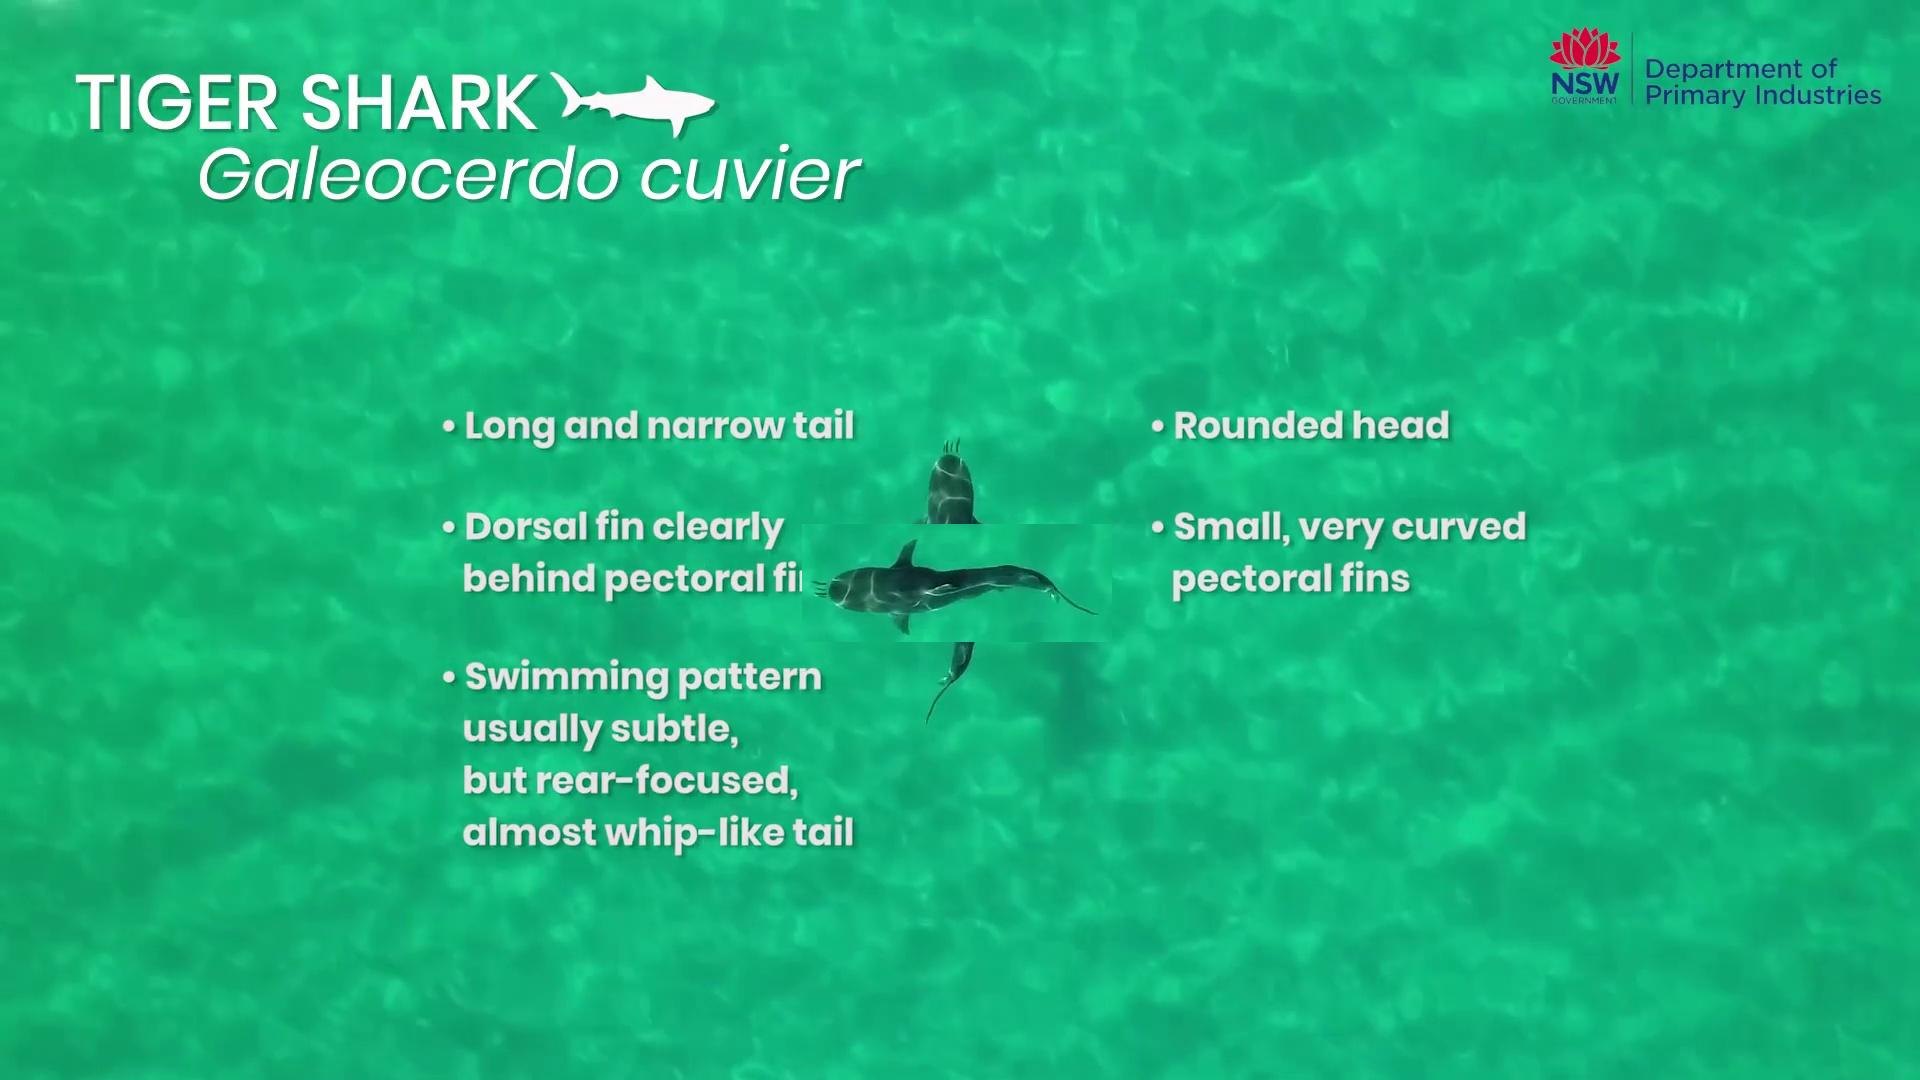 TIGER SHARK
Galeocerdo cuvier
NSW
GOVERNMENT
Department of
Primary Industries
• Long and narrow tail
• Dorsal fin clearly
behind pectoral
• Swimming pattern
usually subtle,
but rear-focused,
almost whip-like tail
• Rounded head
• Small, very curved
pectoral fins